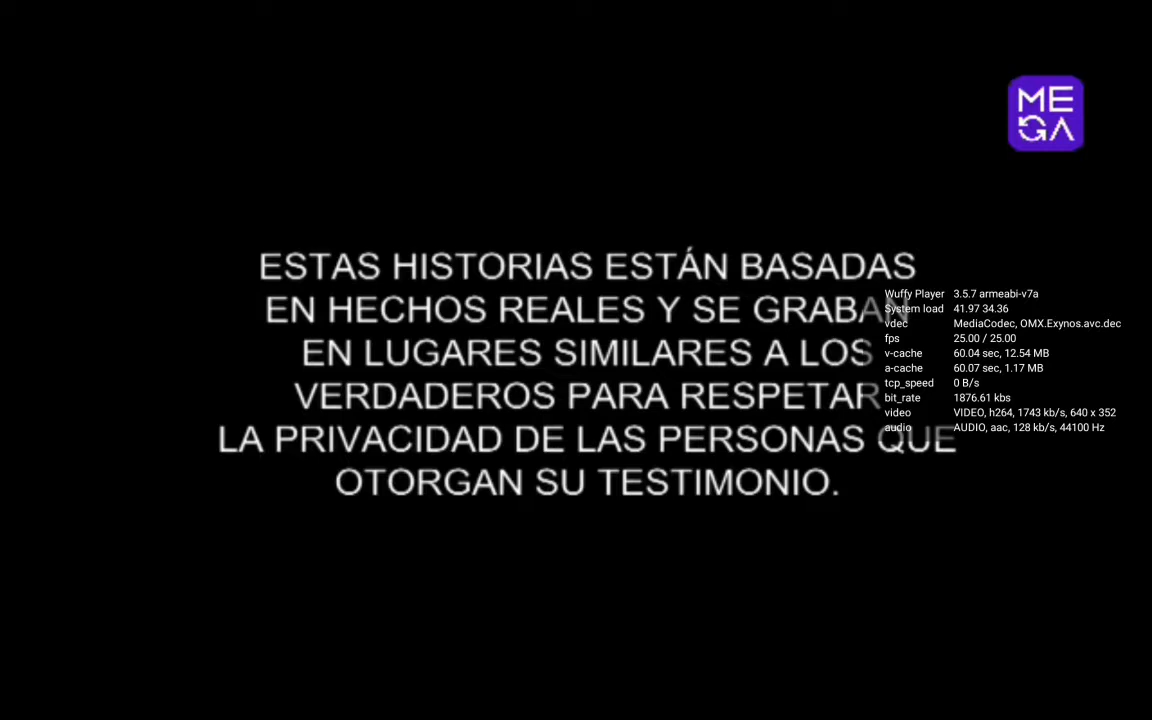 ME
GA
ESTAS HISTORIAS ESTÁN BASADAS
EN HECHOS REALES Y SE GRABAN
EN LUGARES SIMILARES A LOS
VERDADEROS PARA RESPETAR
LA PRIVACIDAD DE LAS PERSONAS QUE
OTORGAN SU TESTIMONIO.
Wuffy Player 3.5.7 armeabi-v7a
System load 41.97 34.36
vdec MediaCodec, OMX.Exynos.avc.dec
fps 25.00 / 25.00
v-cache 60.04 sec, 12.54 MB
a-cache 60.07 sec, 1.17 MB
tcp_speed 0 B/s
bit_rate 1876.61 kbs
video VIDEO, h264, 1743 kb/s, 640 x 352
audio AUDIO, aac, 128 kb/s, 44100 Hz